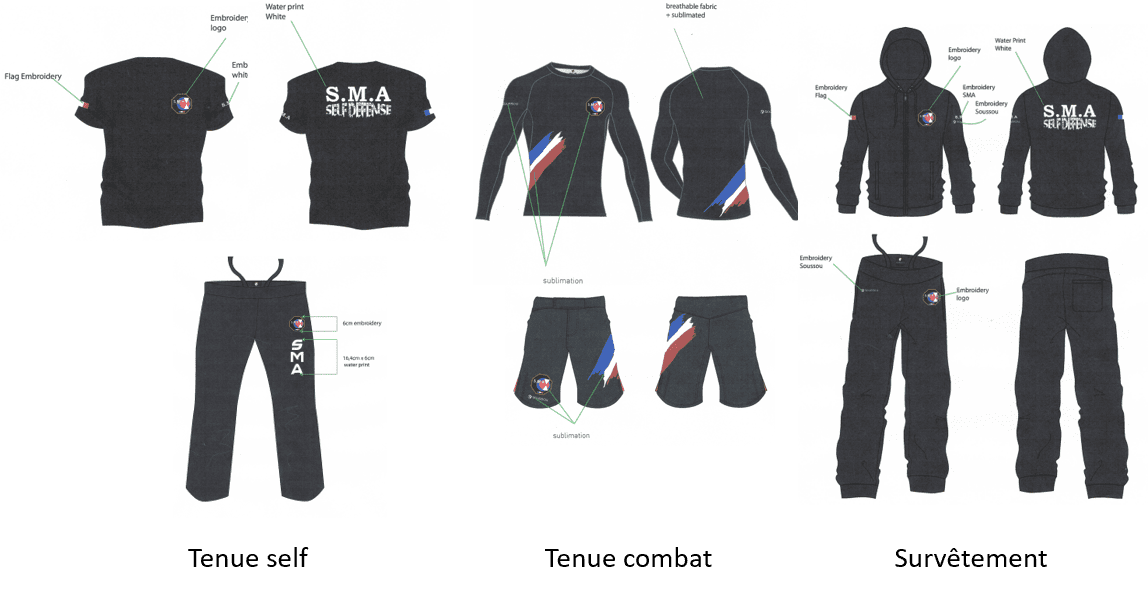 Water print
White
Embroidery
logo
Flag Embroidery
Emb
whit
S.M.A
SELF DEFENSE
6cm embroidery
S
M
A
16,4cm x 6cm
water print
breathable fabric
+ sublimated
sublimation
sublimation
Embroidery
logo
Water Print
White
Embroidery
Flag
Embroidery
SMA
Embroidery
Soussou
S.M.A
SELF DEFENSE
Embroidery
Soussou
Embroidery
logo
Tenue self
Tenue combat
Survêtement